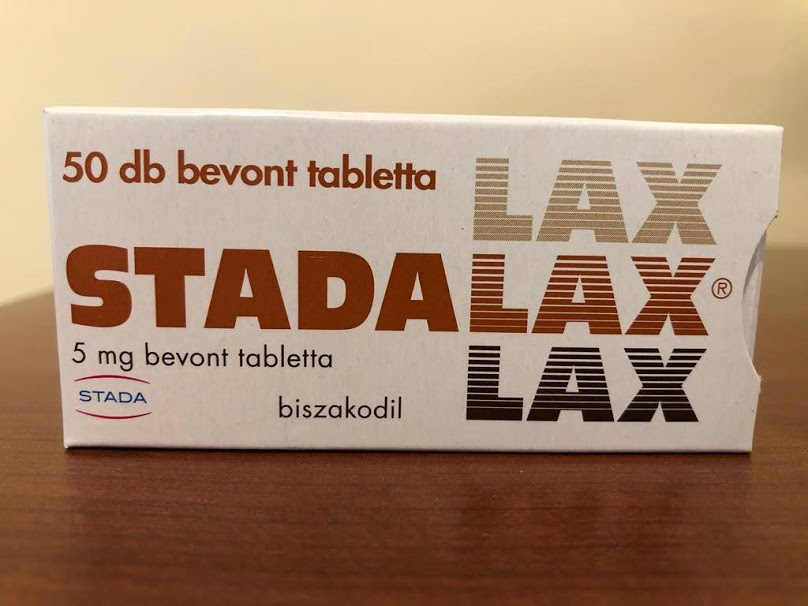 50 db bevont tabletta
LAX
STADALAX®
5 mg bevont tabletta
LAX
STADA
biszakodil